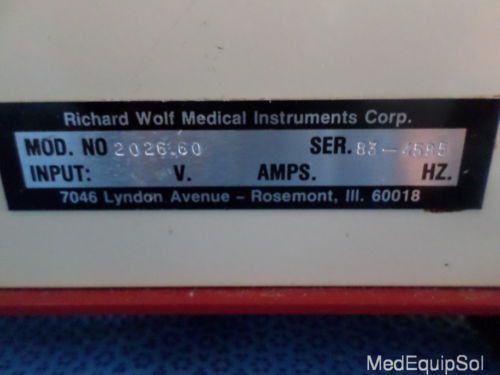 Richard Wolf Medical Instruments Corp.
MOD. NO 2026.60 SER. 83-4585
INPUT: V. AMPS. HZ.
7046 Lyndon Avenue - Rosemont, Ill. 60018
MedEquipSol